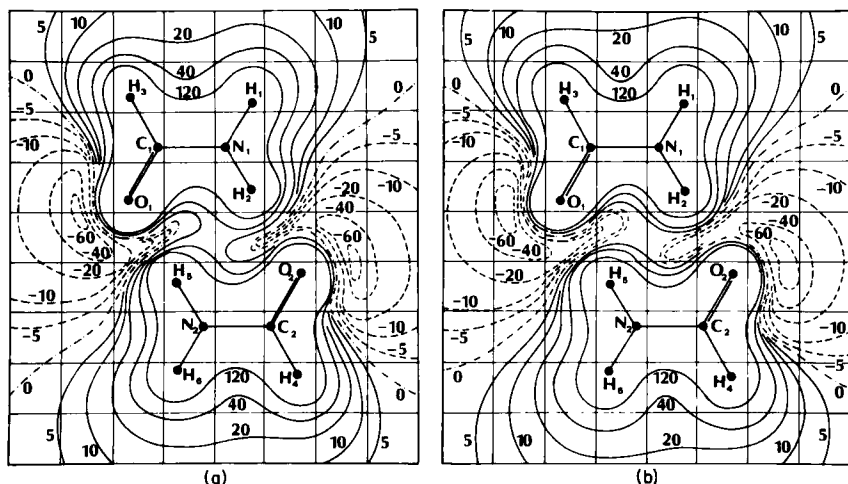 5 10 20 10 5
0 40 0
H₃ 120 H₁
-5 -5
-10 C₁ N₁ -10
O₁ H₂ -20
-40
-60
-60 -40
-20 H₅ O₂
-10 -10
-5 N₂ C₂ -5
0 H₆ 120 H₄ 0
40
5 10 20 10 5
(a)
5 10 20 10 5
0 40 0
H₃ 120 H₁
-5 -5
-10 C₁ N₁ -10
O₁ H₂ -20
-40
-60
-60 -40
-20 H₅ O₂
-10 -10
-5 N₂ C₂ -5
0 H₆ 120 H₄ 0
40
5 10 20 10 5
(b)